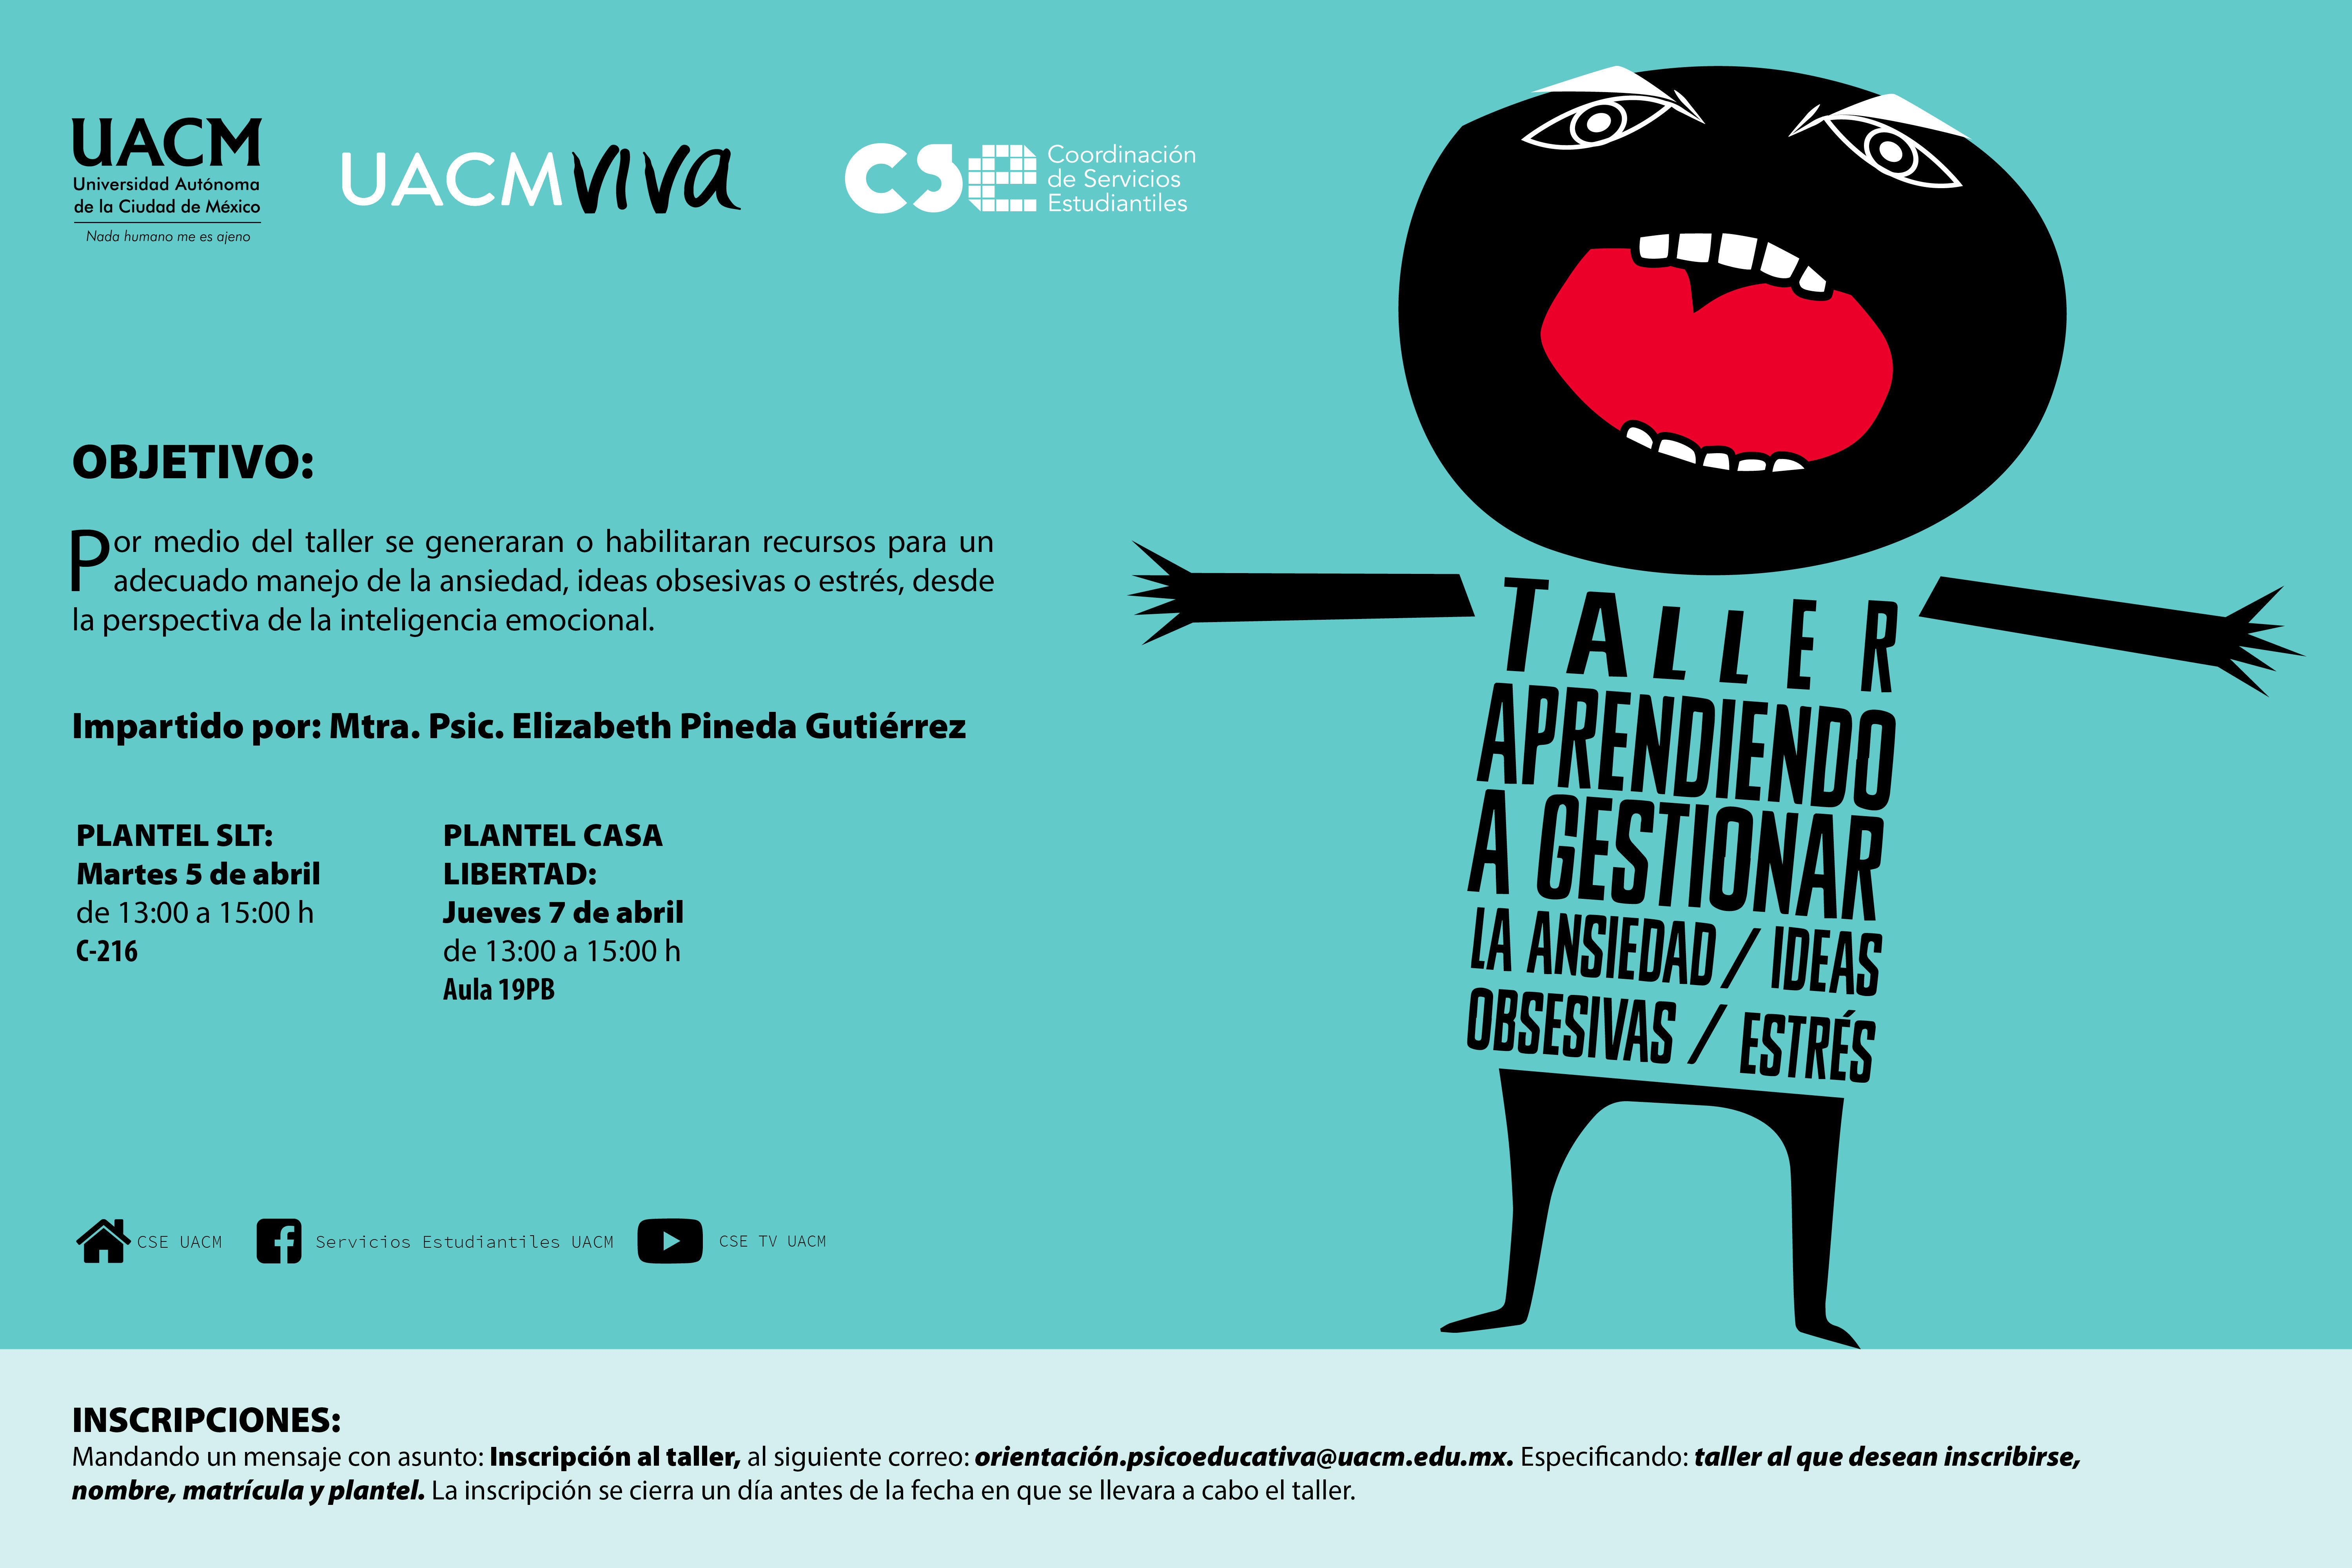 UACM
Universidad Autónoma
de la Ciudad de México
Nada humano me es ajeno
UACM VIVA
cse
Coordinación
de Servicios
Estudiantiles
OBJETIVO:
Por medio del taller se generaran o habilitaran recursos para un
adecuado manejo de la ansiedad, ideas obsesivas o estrés, desde
la perspectiva de la inteligencia emocional.
Impartido por: Mtra. Psic. Elizabeth Pineda Gutiérrez
PLANTEL SLT:
Martes 5 de abril
de 13:00 a 15:00 h
C-216
PLANTEL CASA
LIBERTAD:
Jueves 7 de abril
de 13:00 a 15:00 h
Aula 19PB
CSE UACM
Servicios Estudiantiles UACM
CSE TV UACM
TALLER
APRENDIENDO
A GESTIONAR
LA ANSIEDAD / IDEAS
OBSESIVAS / ESTRÉS
INSCRIPCIONES:
Mandando un mensaje con asunto: Inscripción al taller, al siguiente correo: orientación.psicoeducativa@uacm.edu.mx. Especificando: taller al que desean inscribirse,
nombre, matrícula y plantel. La inscripción se cierra un día antes de la fecha en que se llevara a cabo el taller.